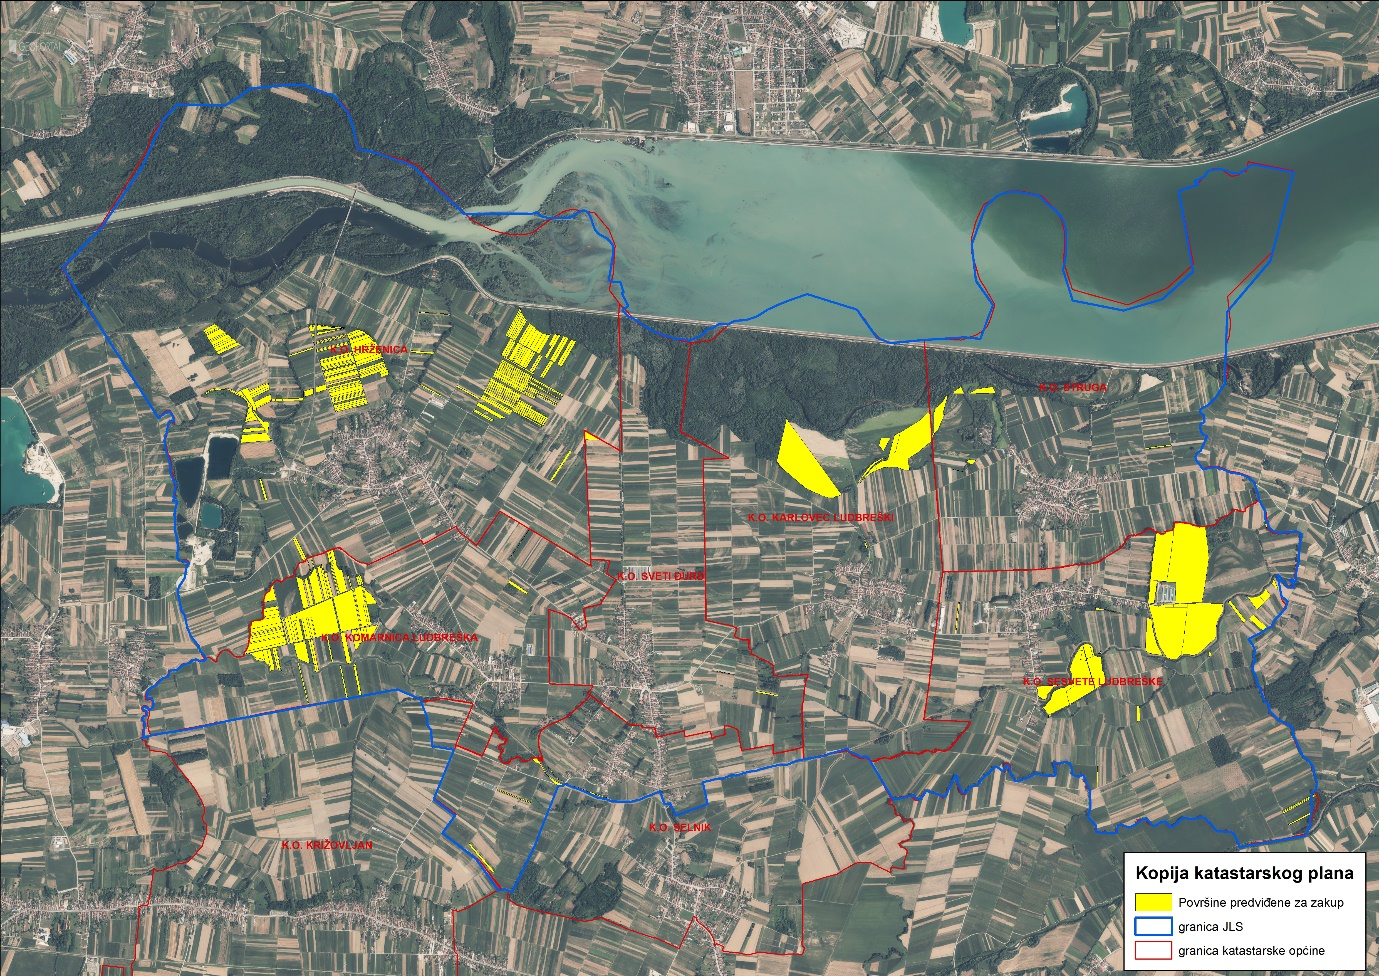 K.O. HRŽENICA
K.O. STRUGA
K.O. KARLOVEC LUDBREŠKI
K.O. SVETI ĐURĐ
K.O. KOMARNICA LUDBREŠKA
K.O. SESVETE LUDBREŠKE
K.O. SELNIK
K.O. KRIŽOVLJAN
Kopija katastarskog plana
Površine predviđene za zakup
granica JLS
granica katastarske općine